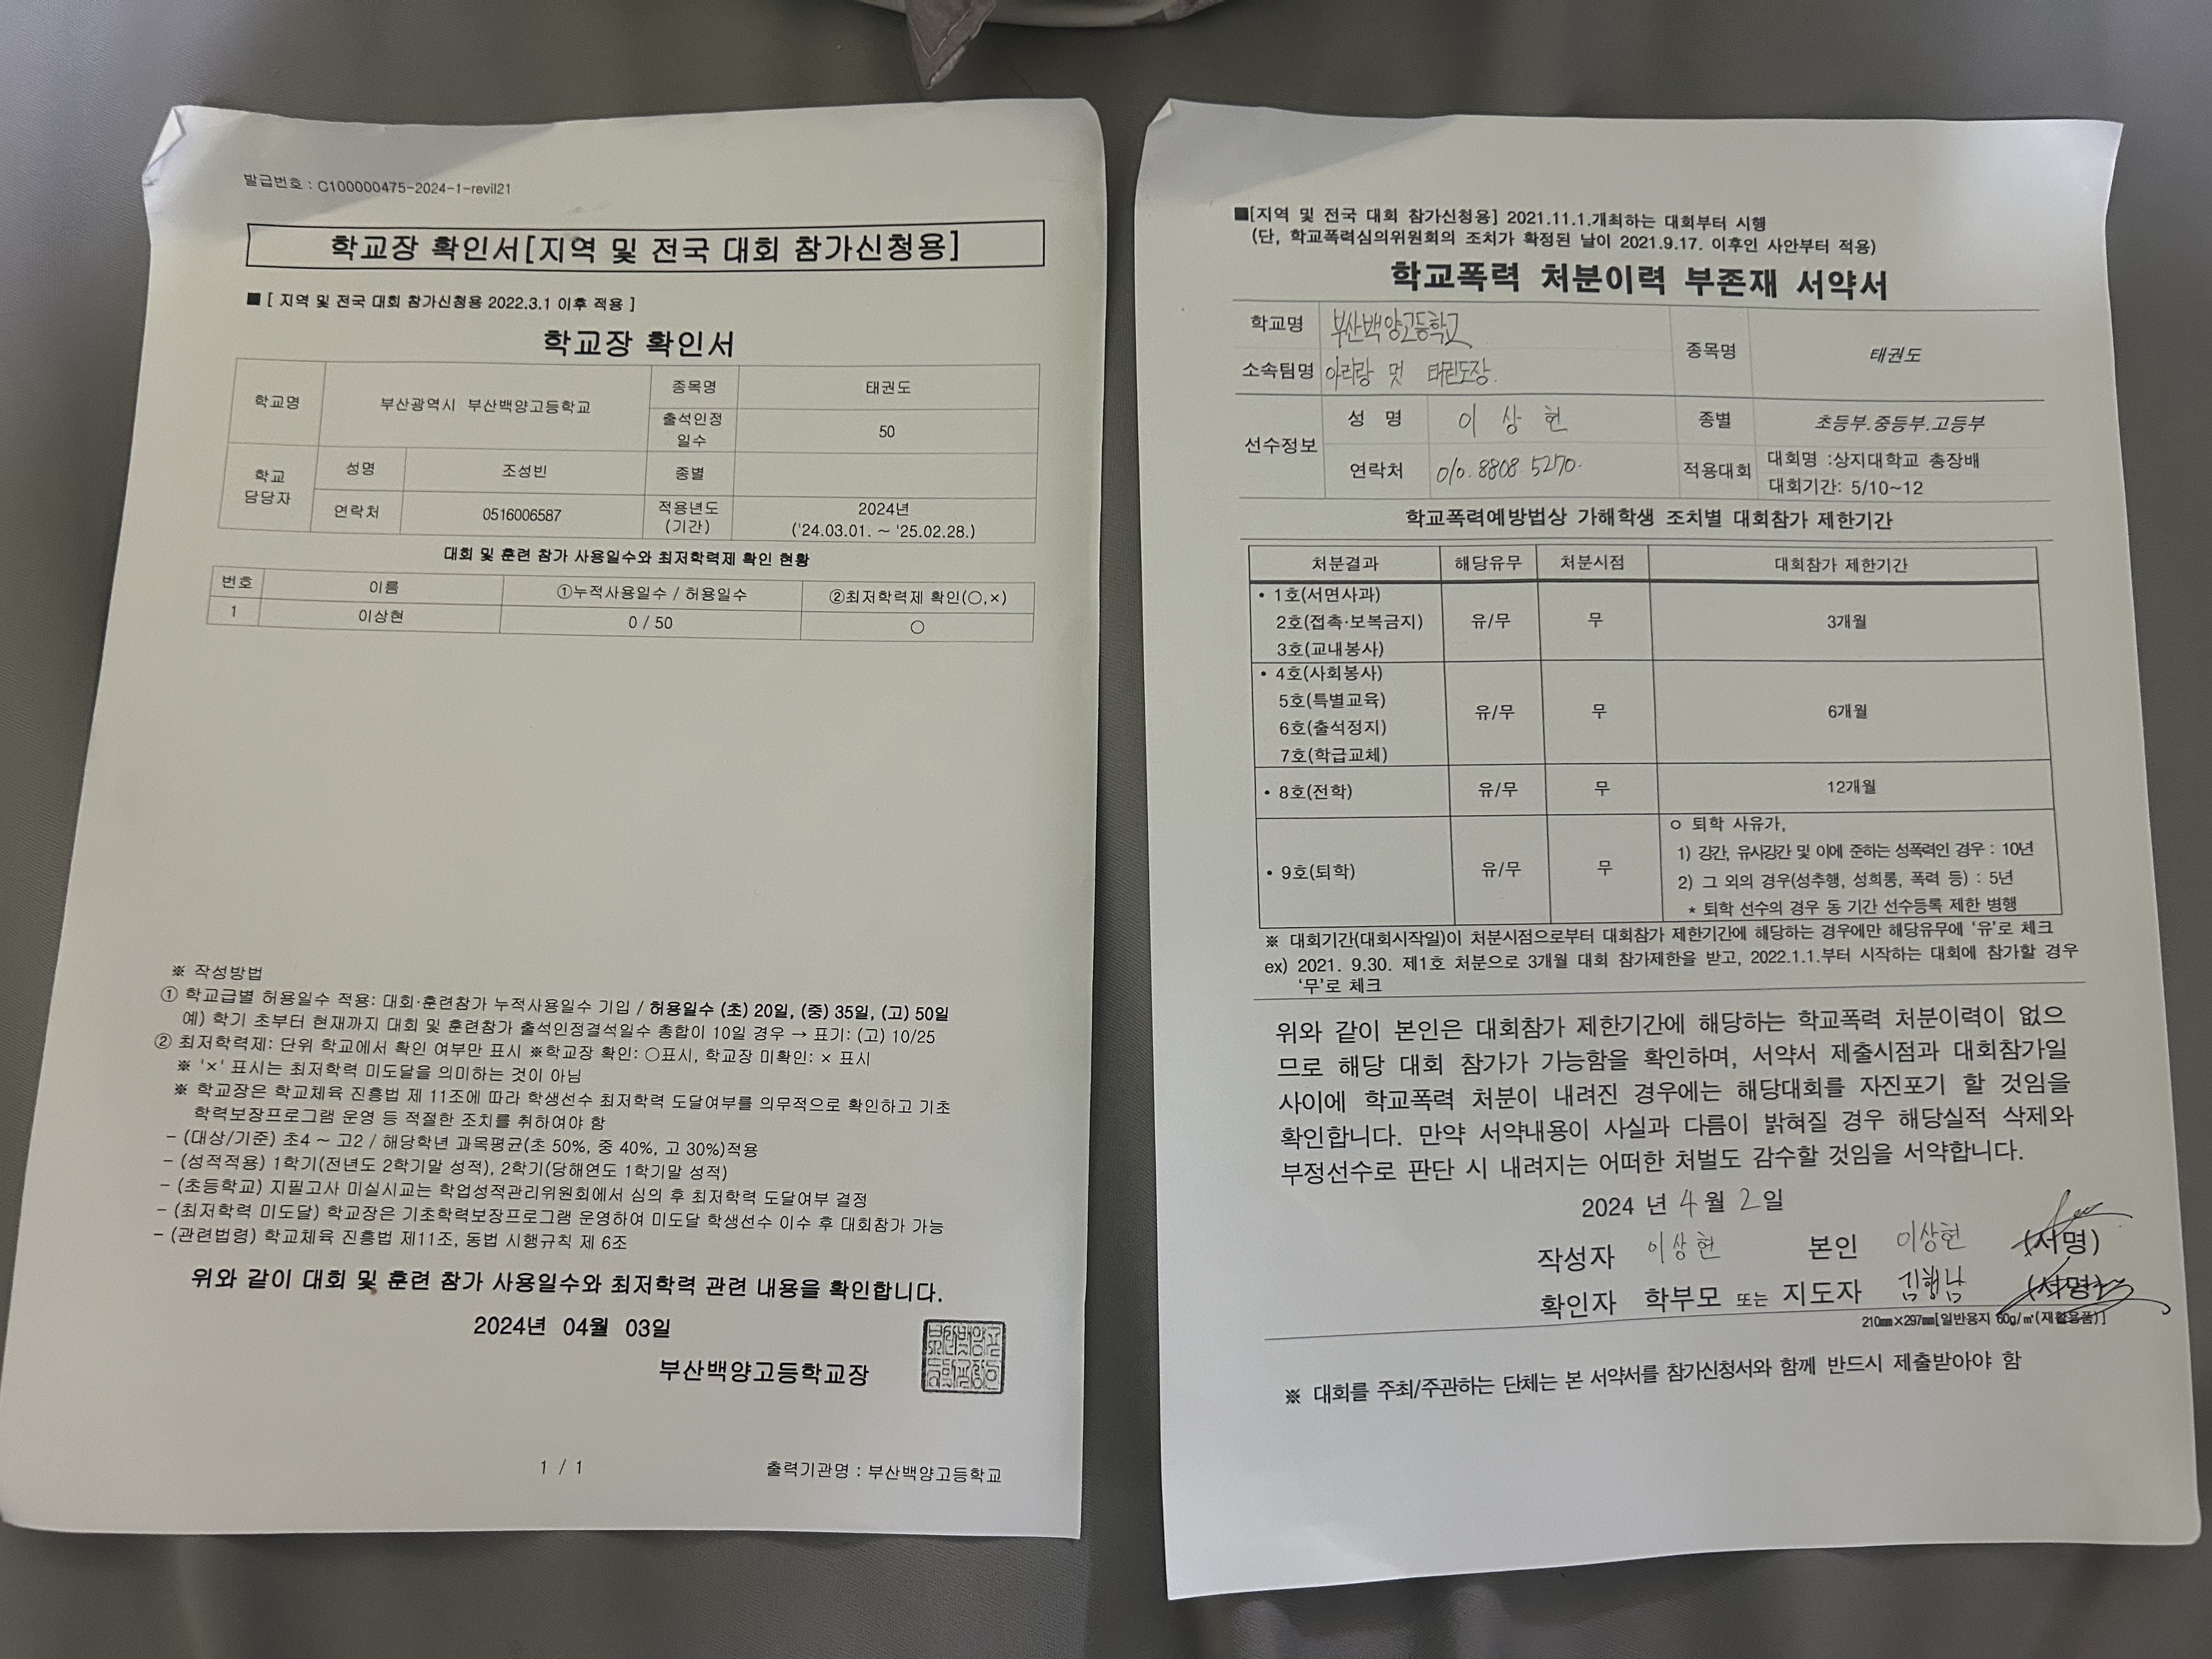 발급번호 : C100000475-2024-1-revil21
학교장 확인서[지역 및 전국 대회 참가신청용]
■ [ 지역 및 전국 대회 참가신청용 2022.3.1 이후 적용 ]
학교장 확인서
학교명 부산광역시 부산백양고등학교 종목명 태권도
출석인정 일수 50
학교 담당자 성명 조성빈 종별
연락처 0516006587 적용년도 (기간) 2024년 ('24.03.01. ~ '25.02.28.)
대회 및 훈련 참가 사용일수와 최저학력제 확인 현황
번호 이름 ①누적사용일수 / 허용일수 ②최저학력제 확인(○,×)
1 이상현 0 / 50 ○
※ 작성방법
① 학교급별 허용일수 적용: 대회·훈련참가 누적사용일수 기입 / 허용일수 (초) 20일, (중) 35일, (고) 50일
예) 학기 초부터 현재까지 대회 및 훈련참가 출석인정결석일수 총합이 10일 경우 → 표기: (고) 10/25
② 최저학력제: 단위 학교에서 확인 여부만 표시 ※학교장 확인: ○표시, 학교장 미확인: × 표시
※ '×' 표시는 최저학력 미도달을 의미하는 것이 아님
※ 학교장은 학교체육 진흥법 제 11조에 따라 학생선수 최저학력 도달여부를 의무적으로 확인하고 기초
학력보장프로그램 운영 등 적절한 조치를 취하여야 함
- (대상/기준) 초4 ~ 고2 / 해당학년 과목평균(초 50%, 중 40%, 고 30%)적용
- (성적적용) 1학기(전년도 2학기말 성적), 2학기(당해연도 1학기말 성적)
- (초등학교) 지필고사 미실시교는 학업성적관리위원회에서 심의 후 최저학력 도달여부 결정
- (최저학력 미도달) 학교장은 기초학력보장프로그램 운영하여 미도달 학생선수 이수 후 대회참가 가능
- (관련법령) 학교체육 진흥법 제11조, 동법 시행규칙 제 6조
위와 같이 대회 및 훈련 참가 사용일수와 최저학력 관련 내용을 확인합니다.
2024년 04월 03일
부산백양고등학교장
1 / 1
출력기관명 : 부산백양고등학교
■[지역 및 전국 대회 참가신청용] 2021.11.1.개최하는 대회부터 시행
(단, 학교폭력심의위원회의 조치가 확정된 날이 2021.9.17. 이후인 사안부터 적용)
학교폭력 처분이력 부존재 서약서
학교명 부산백양고등학교 종목명 태권도
소속팀명 아리랑 멋 태권도장.
선수정보 성 명 이 상 현 종별 초등부.중등부.고등부
연락처 010. 8808. 5270. 적용대회 대회명 :상지대학교 총장배
대회기간: 5/10~12
학교폭력예방법상 가해학생 조치별 대회참가 제한기간
처분결과 해당유무 처분시점 대회참가 제한기간
• 1호(서면사과)
2호(접촉·보복금지) 유/무 무 3개월
3호(교내봉사)
• 4호(사회봉사)
5호(특별교육) 유/무 무 6개월
6호(출석정지)
7호(학급교체)
• 8호(전학) 유/무 무 12개월
• 9호(퇴학) 유/무 무 ㅇ 퇴학 사유가,
1) 강간, 유사강간 및 이에 준하는 성폭력인 경우 : 10년
2) 그 외의 경우(성추행, 성희롱, 폭력 등) : 5년
* 퇴학 선수의 경우 동 기간 선수등록 제한 병행
※ 대회기간(대회시작일)이 처분시점으로부터 대회참가 제한기간에 해당하는 경우에만 해당유무에 '유'로 체크
ex) 2021. 9.30. 제1호 처분으로 3개월 대회 참가제한을 받고, 2022.1.1.부터 시작하는 대회에 참가할 경우
'무'로 체크
위와 같이 본인은 대회참가 제한기간에 해당하는 학교폭력 처분이력이 없으
므로 해당 대회 참가가 가능함을 확인하며, 서약서 제출시점과 대회참가일
사이에 학교폭력 처분이 내려진 경우에는 해당대회를 자진포기 할 것임을
확인합니다. 만약 서약내용이 사실과 다름이 밝혀질 경우 해당실적 삭제와
부정선수로 판단 시 내려지는 어떠한 처벌도 감수할 것임을 서약합니다.
2024 년 4 월 2 일
작성자 이상현 본인 이상현 (서명)
확인자 학부모 또는 지도자 김행남 (서명)
210㎜×297㎜[일반용지 60g/㎡(재활용품)]
※ 대회를 주최/주관하는 단체는 본 서약서를 참가신청서와 함께 반드시 제출받아야 함